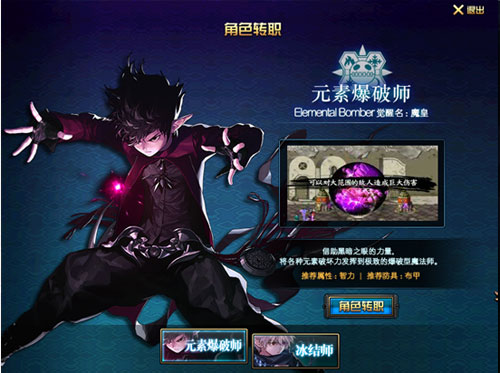 退出
角色转职
元素爆破师
Elemental Bomber 觉醒名：魔皇
可以对大范围的敌人造成巨大伤害
借助黑暗之眼的力量，
将各种元素破坏力发挥到极致的爆破型魔法师。
推荐属性：智力 | 推荐防具：布甲
角色转职
元素爆破师
冰结师